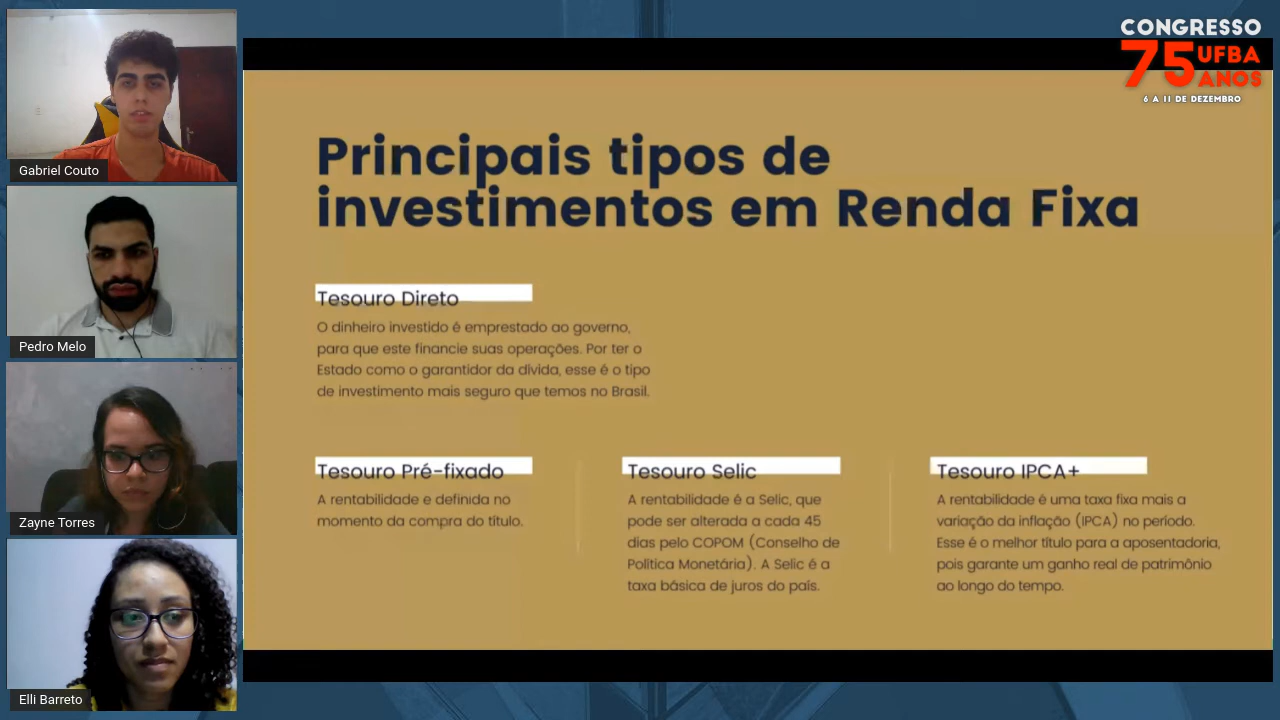 CONGRESSO
75 UFBA
ANOS
6 A 11 DE DEZEMBRO
Gabriel Couto
Pedro Melo
Zayne Torres
Elli Barreto
Principais tipos de
investimentos em Renda Fixa
Tesouro Direto
O dinheiro investido é emprestado ao governo,
para que este financie suas operações. Por ter o
Estado como o garantidor da dívida, esse é o tipo
de investimento mais seguro que temos no Brasil.
Tesouro Pré-fixado
A rentabilidade e definida no
momento da compra do título.
Tesouro Selic
A rentabilidade é a Selic, que
pode ser alterada a cada 45
dias pelo COPOM (Conselho de
Política Monetária). A Selic é a
taxa básica de juros do país.
Tesouro IPCA+
A rentabilidade é uma taxa fixa mais a
variação da inflação (IPCA) no período.
Esse é o melhor título para a aposentadoria,
pois garante um ganho real de patrimônio
ao longo do tempo.